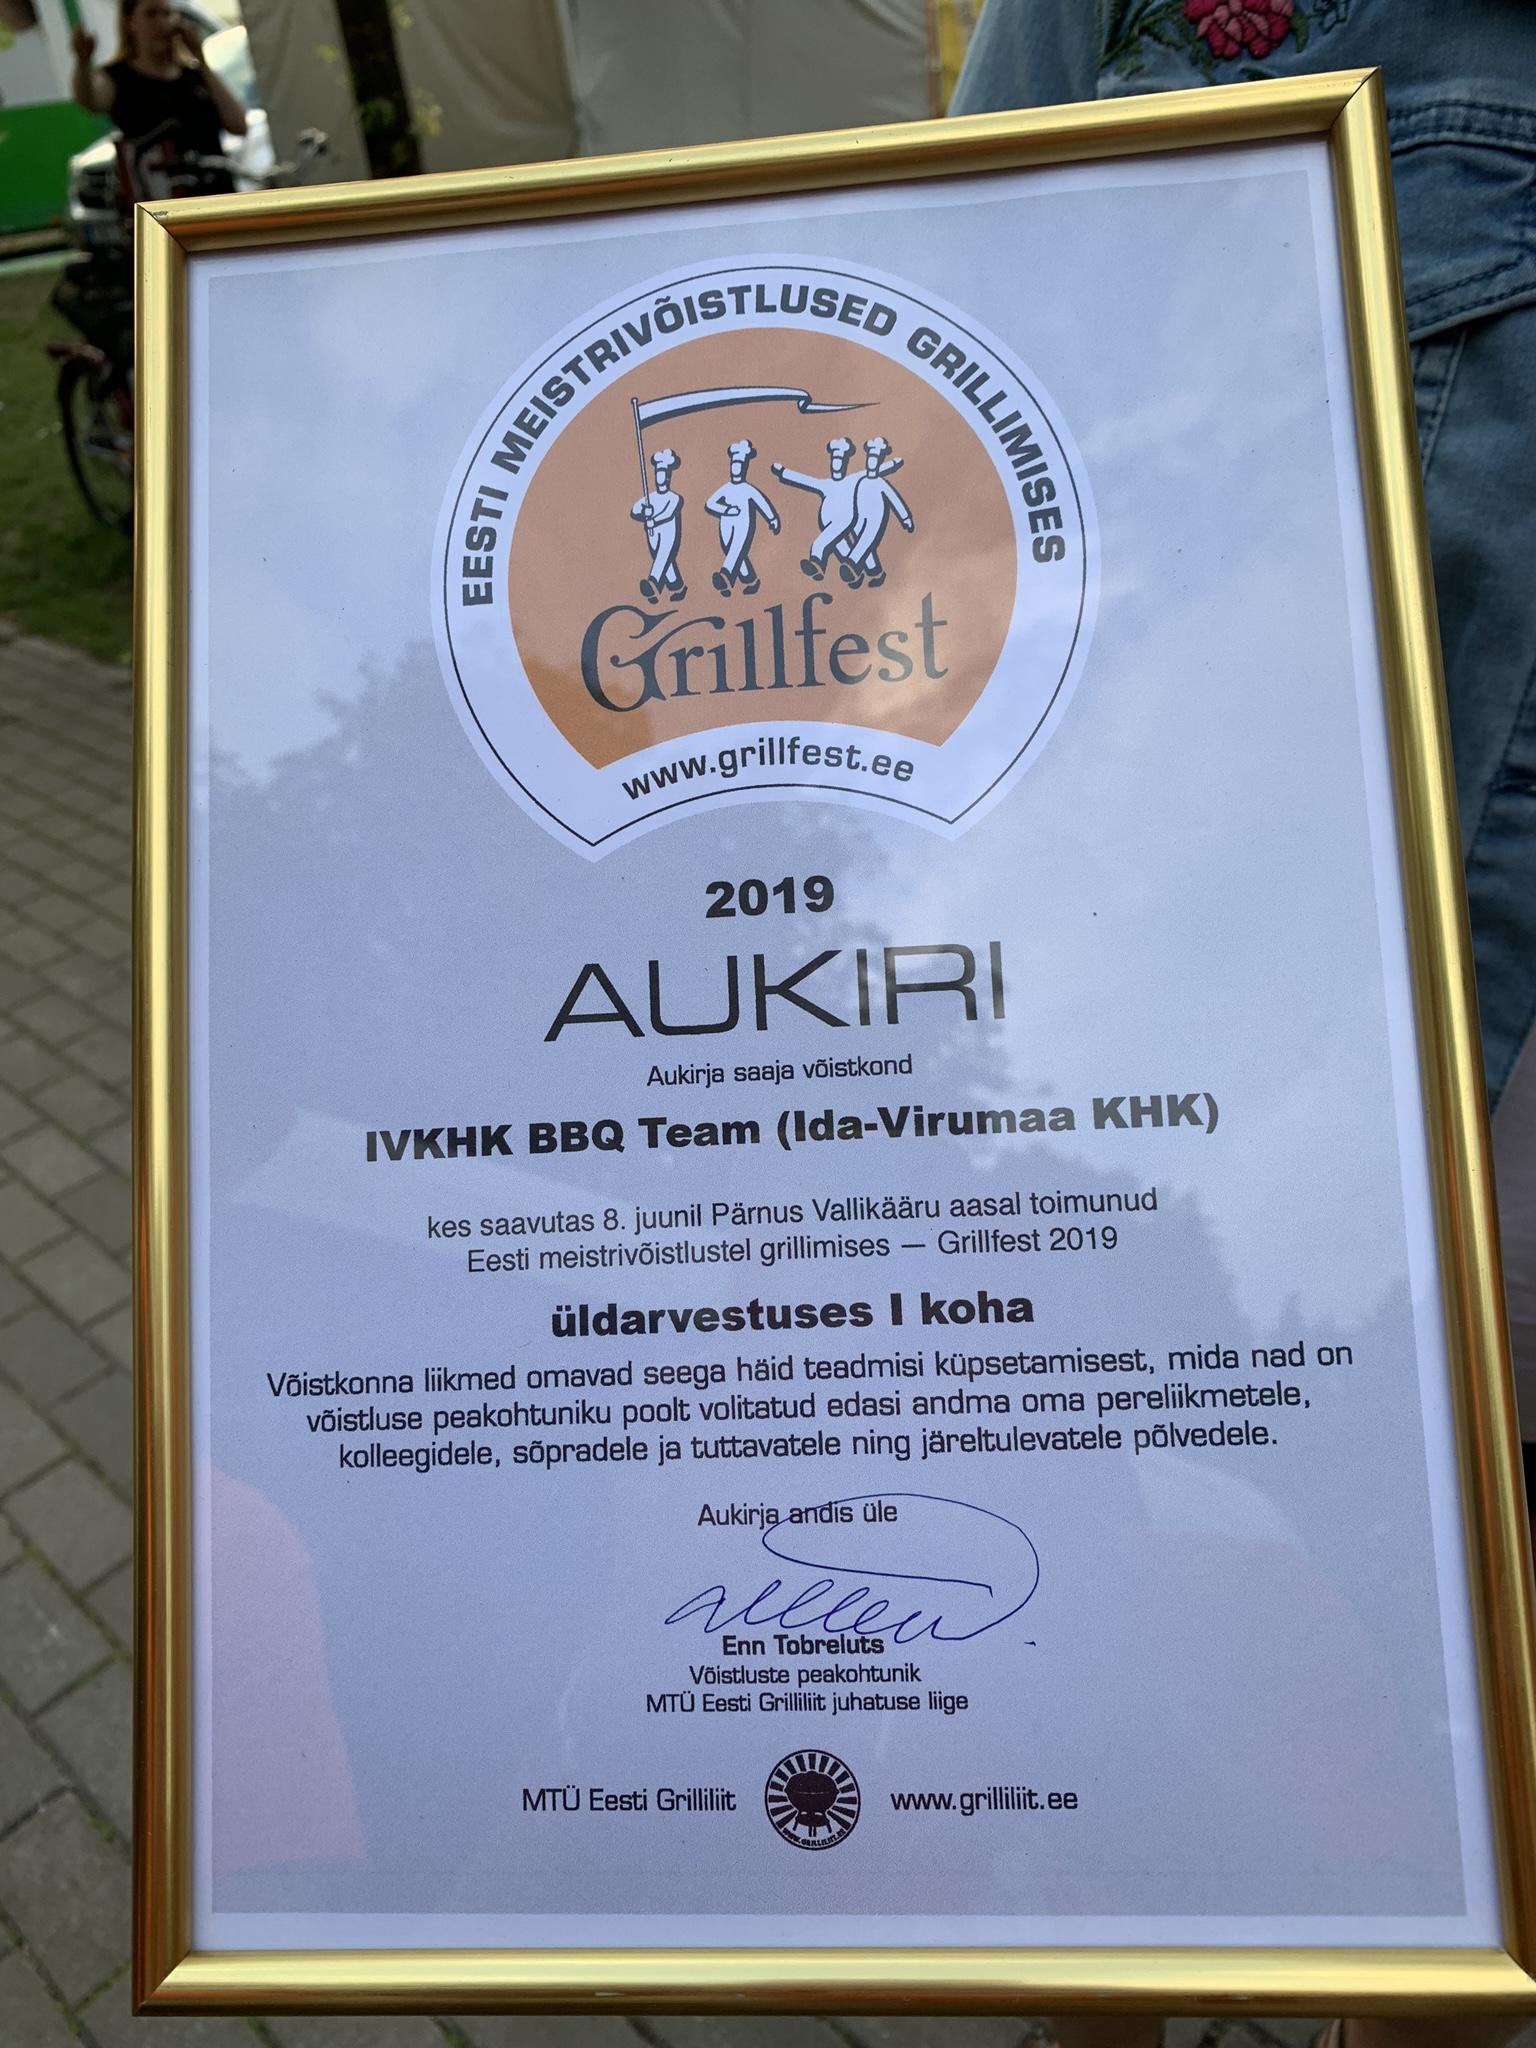 EESTI MEISTRIVÕISTLUSED GRILLIMISES
Grillfest
www.grillfest.ee
2019
AUKIRI
Aukirja saaja võistkond
IVKHK BBQ Team (Ida-Virumaa KHK)
kes saavutas 8. juunil Pärnus Vallikääru aasal toimunud
Eesti meistrivõistlustel grillimises — Grillfest 2019
üldarvestuses I koha
Võistkonna liikmed omavad seega häid teadmisi küpsetamisest, mida nad on
võistluse peakohtuniku poolt volitatud edasi andma oma pereliikmetele,
kolleegidele, sõpradele ja tuttavatele ning järeltulevatele põlvedele.
Aukirja andis üle
Enn Tobreluts
Võistluste peakohtunik
MTÜ Eesti Grilliliit juhatuse liige
MTÜ Eesti Grilliliit
WWW.GRILLILIIT.EE
www.grilliliit.ee